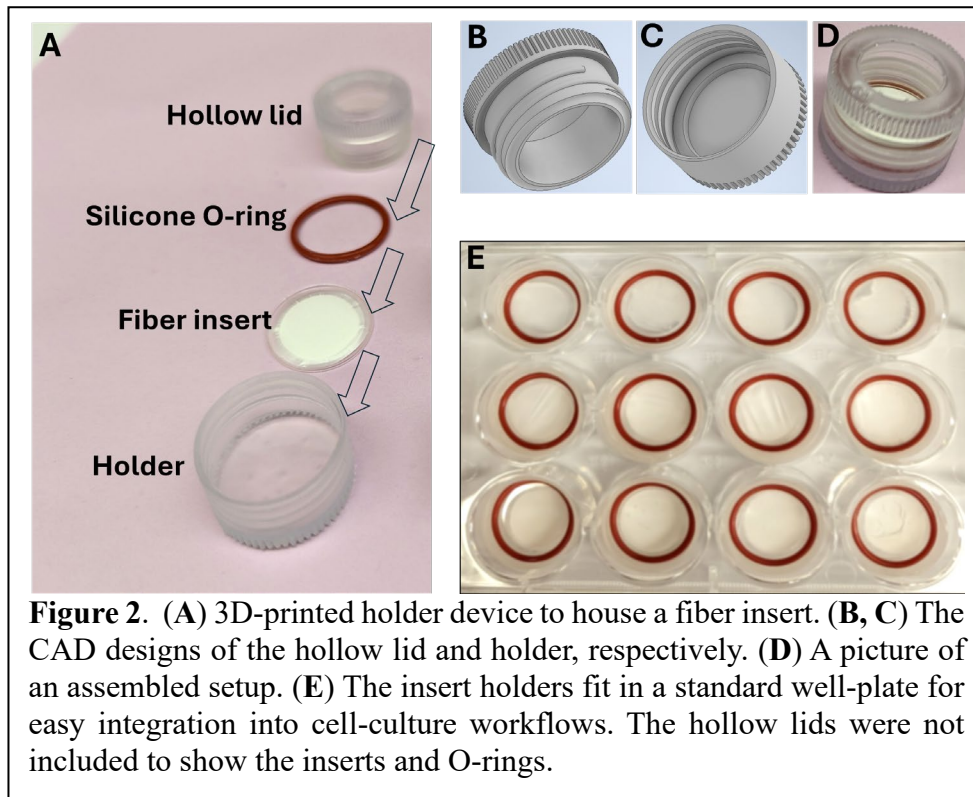 A
Hollow lid
Silicone O-ring
Fiber insert
Holder
B
C
D
E
Figure 2. (A) 3D-printed holder device to house a fiber insert. (B, C) The
CAD designs of the hollow lid and holder, respectively. (D) A picture of
an assembled setup. (E) The insert holders fit in a standard well-plate for
easy integration into cell-culture workflows. The hollow lids were not
included to show the inserts and O-rings.